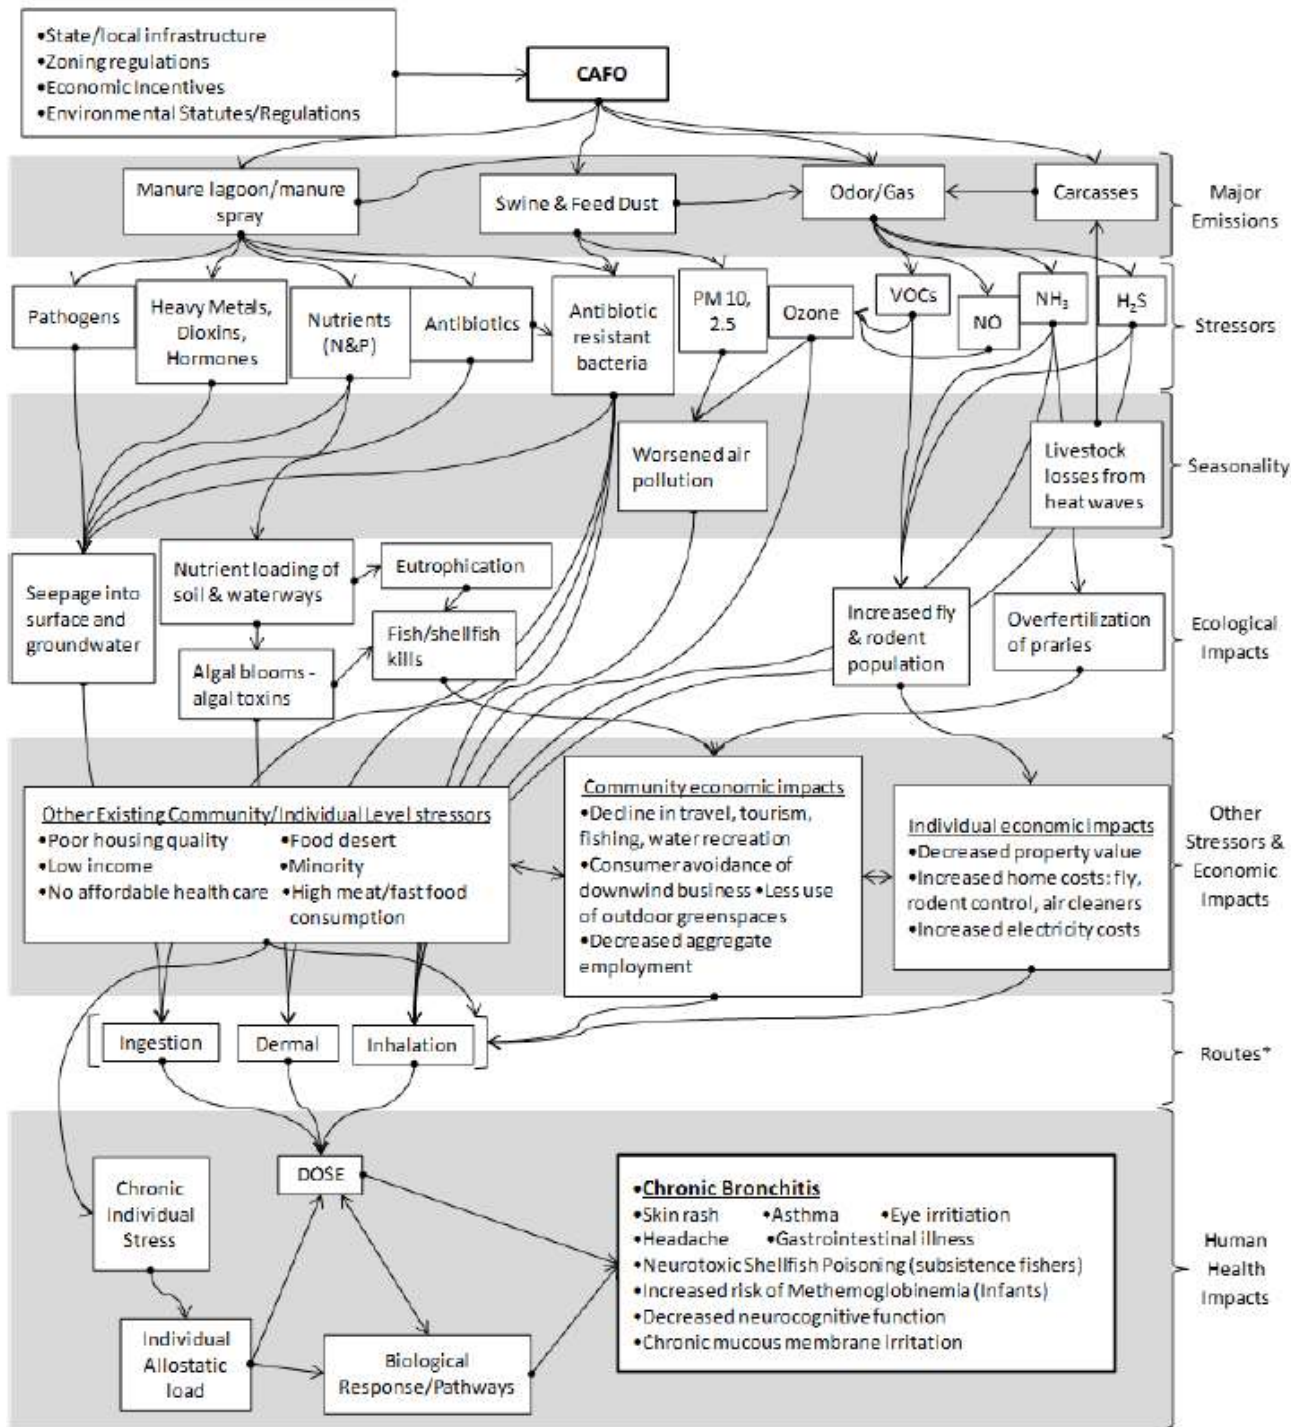 •State/local infrastructure
•Zoning regulations
•Economic Incentives
•Environmental Statutes/Regulations
CAFO
Manure lagoon/manure
spray
Swine & Feed Dust
Odor/Gas
Carcasses
Major
Emissions
Pathogens
Heavy Metals,
Dioxins,
Hormones
Nutrients
(N&P)
Antibiotics
Antibiotic
resistant
bacteria
PM 10,
2.5
Ozone
VOCs
NO
NH₃
H₂S
Stressors
Worsened air
pollution
Livestock
losses from
heat waves
Seasonality
Seepage into
surface and
groundwater
Nutrient loading of
soil & waterways
Eutrophication
Fish/shellfish
kills
Algal blooms -
algal toxins
Increased fly
& rodent
population
Overfertilization
of praries
Ecological
Impacts
Other Existing Community/Individual Level stressors
•Poor housing quality •Food desert
•Low income •Minority
•No affordable health care •High meat/fast food
consumption
Community economic impacts
•Decline in travel, tourism,
fishing, water recreation
•Consumer avoidance of
downwind business •Less use
of outdoor greenspaces
•Decreased aggregate
employment
Individual economic impacts
•Decreased property value
•Increased home costs: fly,
rodent control, air cleaners
•Increased electricity costs
Other
Stressors &
Economic
Impacts
Ingestion
Dermal
Inhalation
Routes*
Chronic
Individual
Stress
DOSE
Individual
Allostatic
load
Biological
Response/Pathways
•Chronic Bronchitis
•Skin rash •Asthma •Eye irritiation
•Headache •Gastrointestinal illness
•Neurotoxic Shellfish Poisoning (subsistence fishers)
•Increased risk of Methemoglobinemia (Infants)
•Decreased neurocognitive function
•Chronic mucous membrane irritation
Human
Health
Impacts